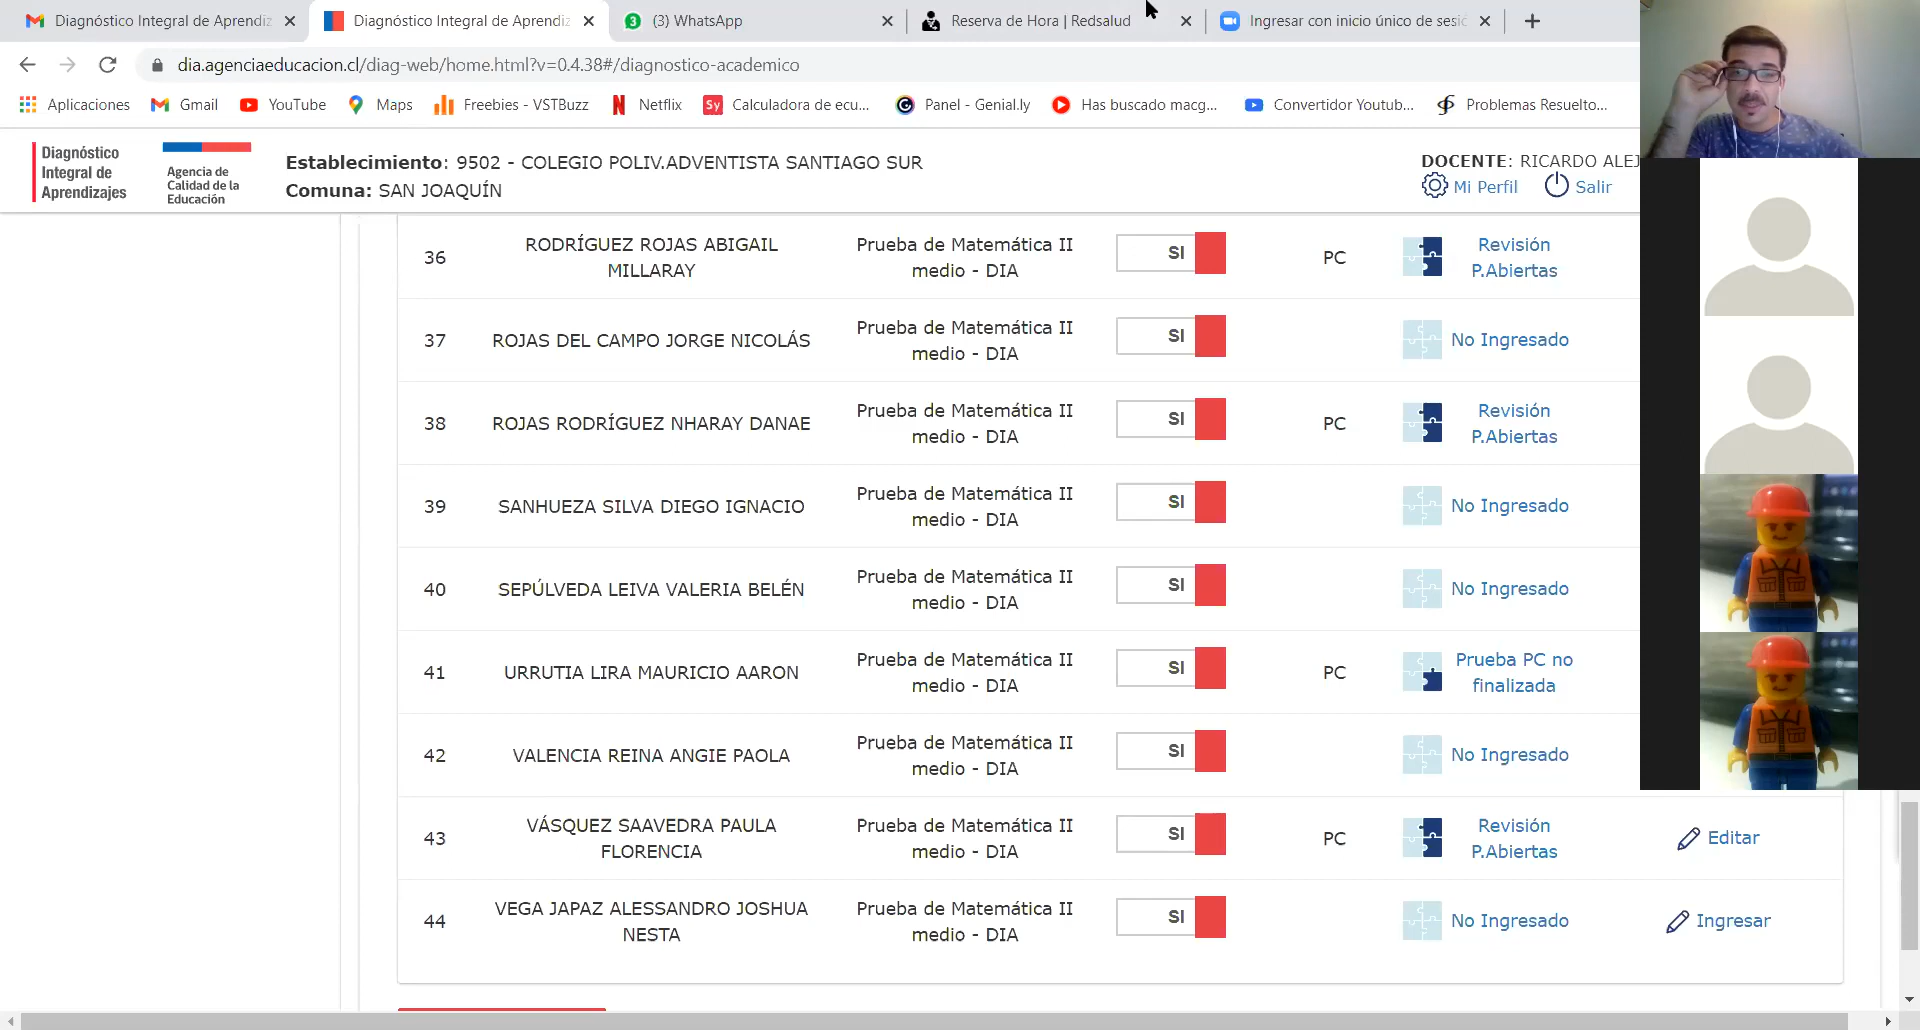 Diagnóstico Integral de Aprendiz
Diagnóstico Integral de Aprendiz
3
(3) WhatsApp
Reserva de Hora | Redsalud
Ingresar con inicio único de sesió
dia.agenciaeducacion.cl/diag-web/home.html?v=0.4.38#/diagnostico-academico
Aplicaciones
Gmail
YouTube
Maps
Freebies - VSTBuzz
Netflix
Sy
Calculadora de ecu...
Panel - Genial.ly
Has buscado macg...
Convertidor Youtub...
Problemas Resuelto...
Diagnóstico
Integral de
Aprendizajes
Agencia de
Calidad de la
Educación
Establecimiento: 9502 - COLEGIO POLIV.ADVENTISTA SANTIAGO SUR
Comuna: SAN JOAQUÍN
DOCENTE: RICARDO ALEJ
Mi Perfil
Salir
36
RODRÍGUEZ ROJAS ABIGAIL
MILLARAY
Prueba de Matemática II
medio - DIA
SI
PC
Revisión
P.Abiertas
37
ROJAS DEL CAMPO JORGE NICOLÁS
Prueba de Matemática II
medio - DIA
SI
No Ingresado
38
ROJAS RODRÍGUEZ NHARAY DANAE
Prueba de Matemática II
medio - DIA
SI
PC
Revisión
P.Abiertas
39
SANHUEZA SILVA DIEGO IGNACIO
Prueba de Matemática II
medio - DIA
SI
No Ingresado
40
SEPÚLVEDA LEIVA VALERIA BELÉN
Prueba de Matemática II
medio - DIA
SI
No Ingresado
41
URRUTIA LIRA MAURICIO AARON
Prueba de Matemática II
medio - DIA
SI
PC
Prueba PC no
finalizada
42
VALENCIA REINA ANGIE PAOLA
Prueba de Matemática II
medio - DIA
SI
No Ingresado
43
VÁSQUEZ SAAVEDRA PAULA
FLORENCIA
Prueba de Matemática II
medio - DIA
SI
PC
Revisión
P.Abiertas
Editar
44
VEGA JAPAZ ALESSANDRO JOSHUA
NESTA
Prueba de Matemática II
medio - DIA
SI
No Ingresado
Ingresar